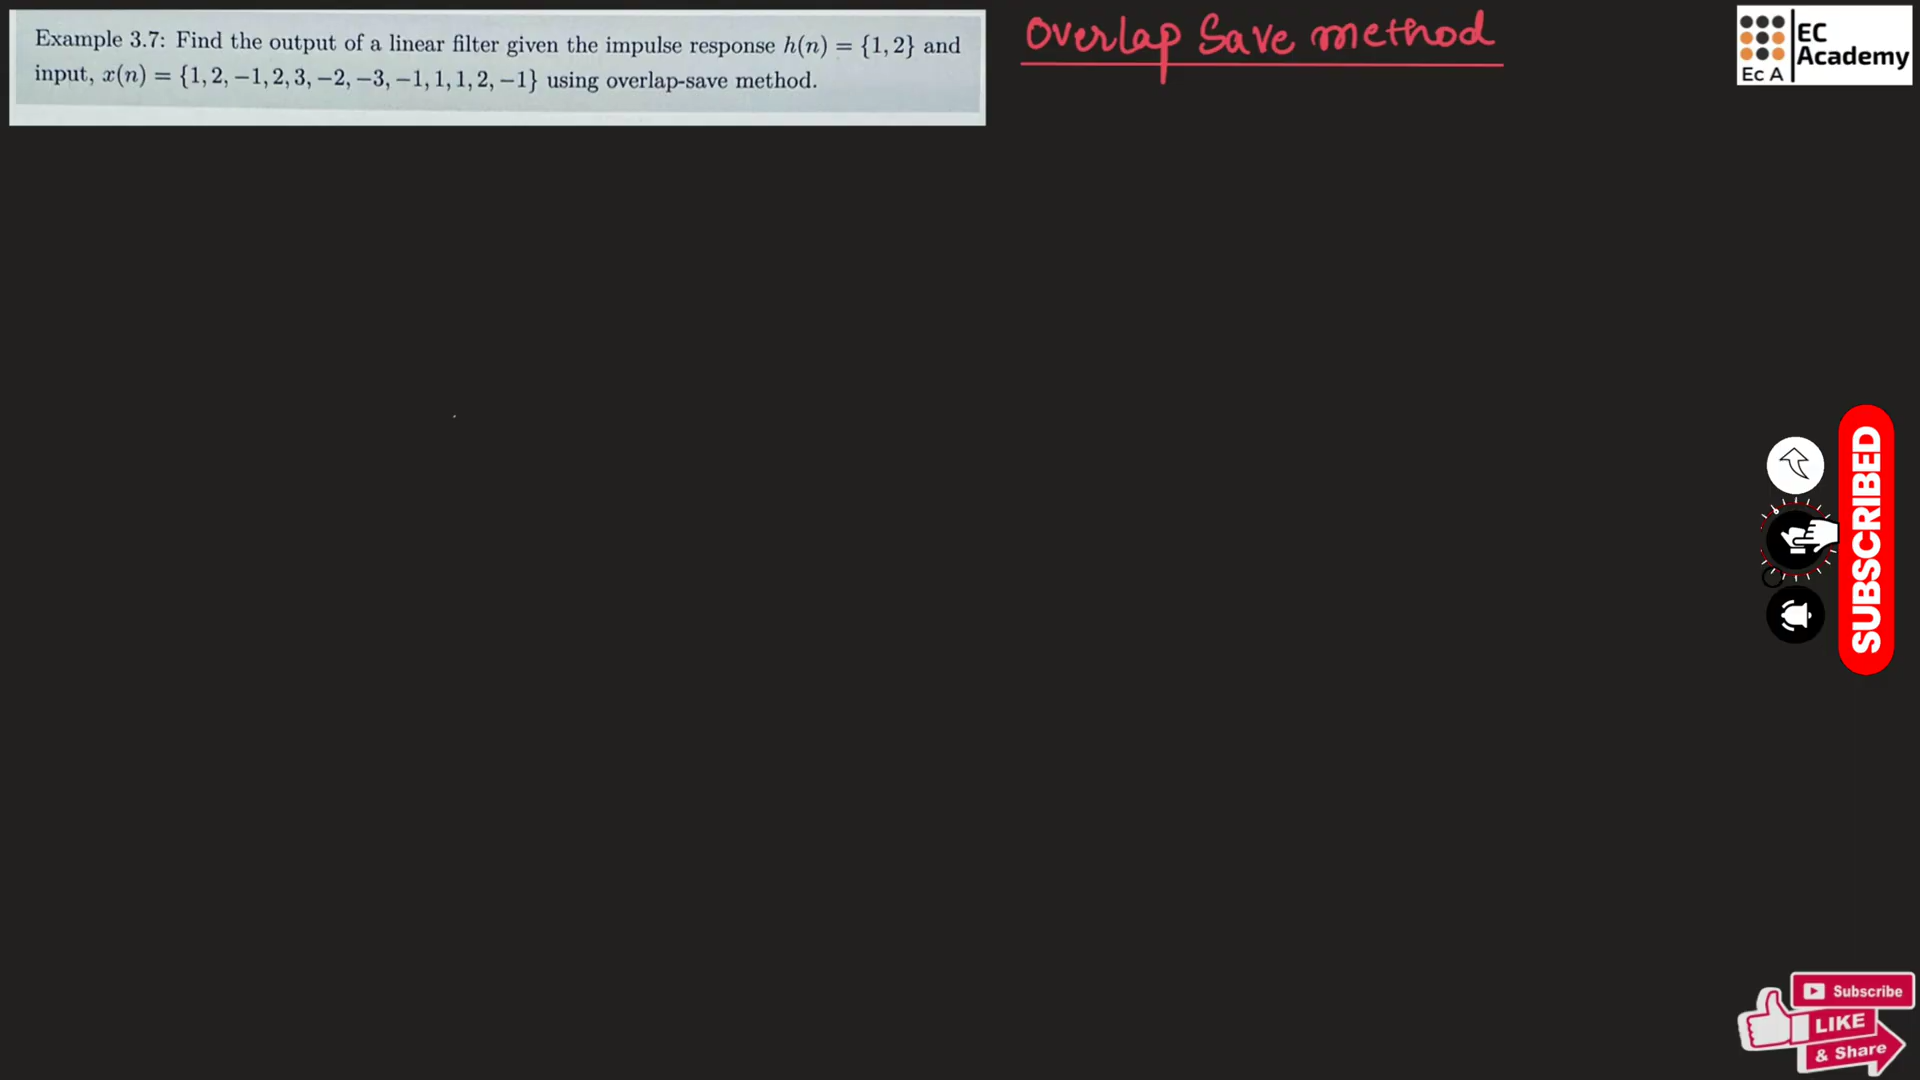 Example 3.7: Find the output of a linear filter given the impulse response h(n) = {1, 2} and
input, x(n) = {1, 2, −1, 2, 3, −2, −3, −1, 1, 1, 2, −1} using overlap-save method.
Overlap Save method
EC
Academy
Ec A
SUBSCRIBED
Subscribe
LIKE
& Share